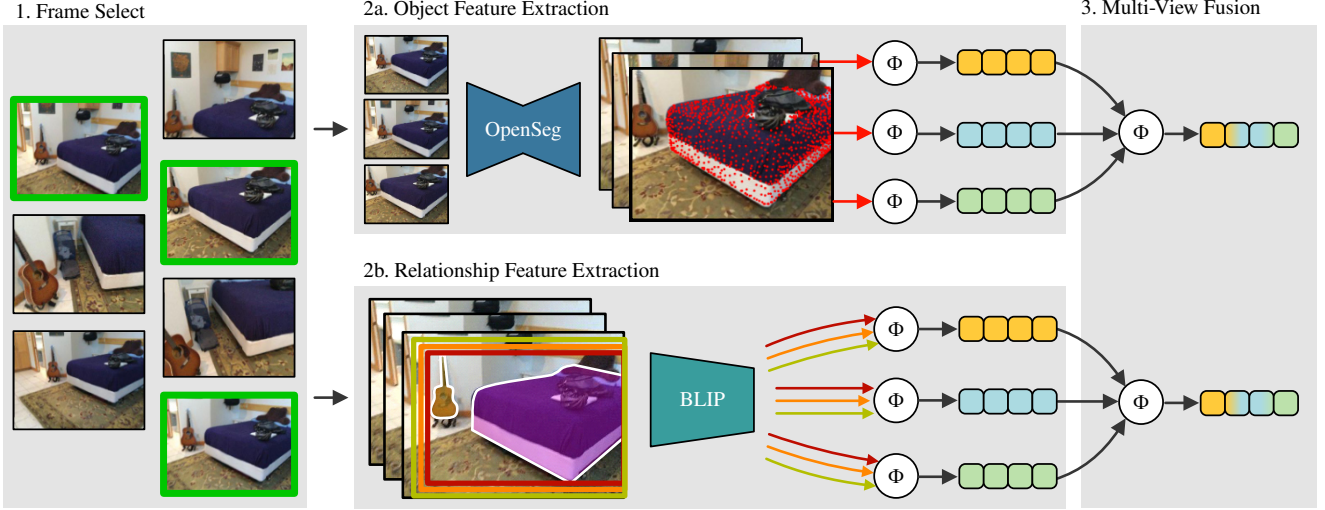 1. Frame Select
2a. Object Feature Extraction
3. Multi-View Fusion
OpenSeg
Φ
Φ
Φ
Φ
2b. Relationship Feature Extraction
BLIP
Φ
Φ
Φ
Φ